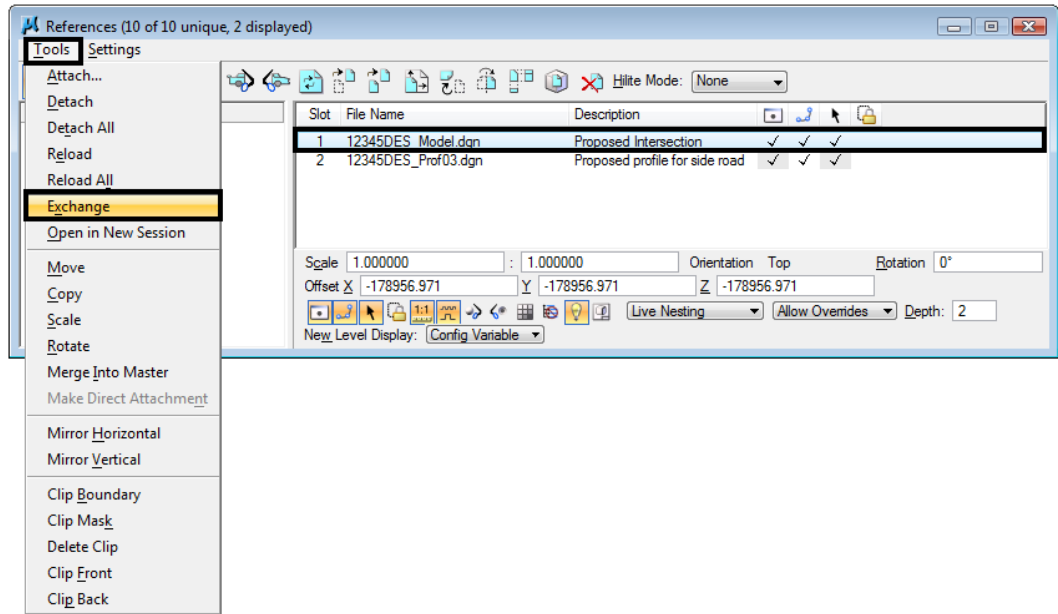 References (10 of 10 unique, 2 displayed)
Tools Settings
Attach...
Detach
Detach All
Reload
Reload All
Exchange
Open in New Session
Move
Copy
Scale
Rotate
Merge Into Master
Make Direct Attachment
Mirror Horizontal
Mirror Vertical
Clip Boundary
Clip Mask
Delete Clip
Clip Front
Clip Back
Hilite Mode: None
Slot File Name Description
1 12345DES_Model.dgn Proposed Intersection
2 12345DES_Prof03.dgn Proposed profile for side road
Scale 1.000000 : 1.000000 Orientation Top Rotation 0°
Offset X -178956.971 Y -178956.971 Z -178956.971
1:1 Live Nesting Allow Overrides Depth: 2
New Level Display: Config Variable